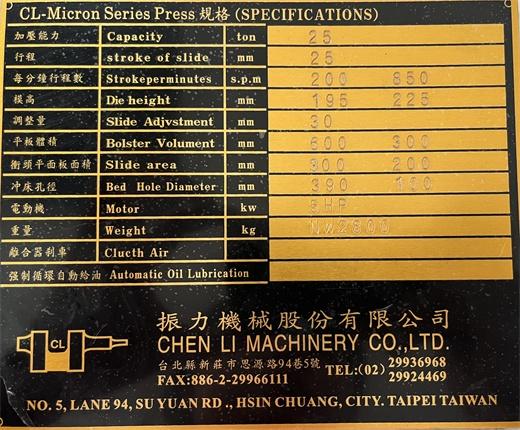 CL-Micron Series Press 規格 (SPECIFICATIONS)
加壓能力 Capacity ton 25
行程 stroke of slide mm 25
每分鐘行程數 Strokeperminutes s.p.m 200 850
模高 Die height mm 195 225
調整量 Slide Adjvstment mm 30
平板體積 Bolster Volument mm 600 300
衝頭平面板面積 Slide area mm 300 200
冲床孔徑 Bed Hole Diameter mm 390
電動機 Motor kw 5HP
重量 Weight kg NW2800
離合器利車 Clucth Air
强制循環自動給油 Automatic Oil Lubrication
CL
振力機械股份有限公司
CHEN LI MACHINERY CO.,LTD.
台北縣新莊市思源路94巷5號 TEL:(02) 29936968
FAX:886-2-29966111 29924469
NO. 5, LANE 94, SU YUAN RD ., HSIN CHUANG, CITY. TAIPEI TAIWAN